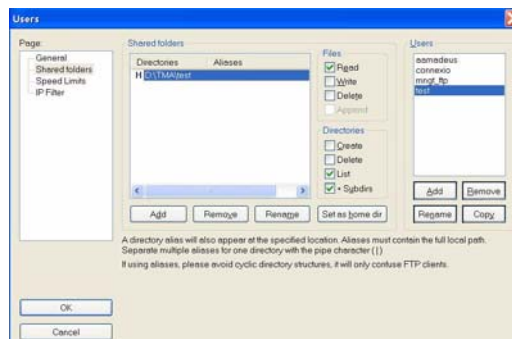 Users
Page:
General
Shared folders
Speed Limits
IP Filter
OK
Cancel
Shared folders
Directories Aliases
H D:\TMA\test
Add Remove Rename Set as home dir
Files
Read
Write
Delete
Append
Directories
Create
Delete
List
+ Subdirs
Users
aamadeus
connexio
mngt_ftp
test
Add Remove
Rename Copy
A directory alias will also appear at the specified location. Aliases must contain the full local path.
Separate multiple aliases for one directory with the pipe character ( | )
If using aliases, please avoid cyclic directory structures, it will only confuse FTP clients.